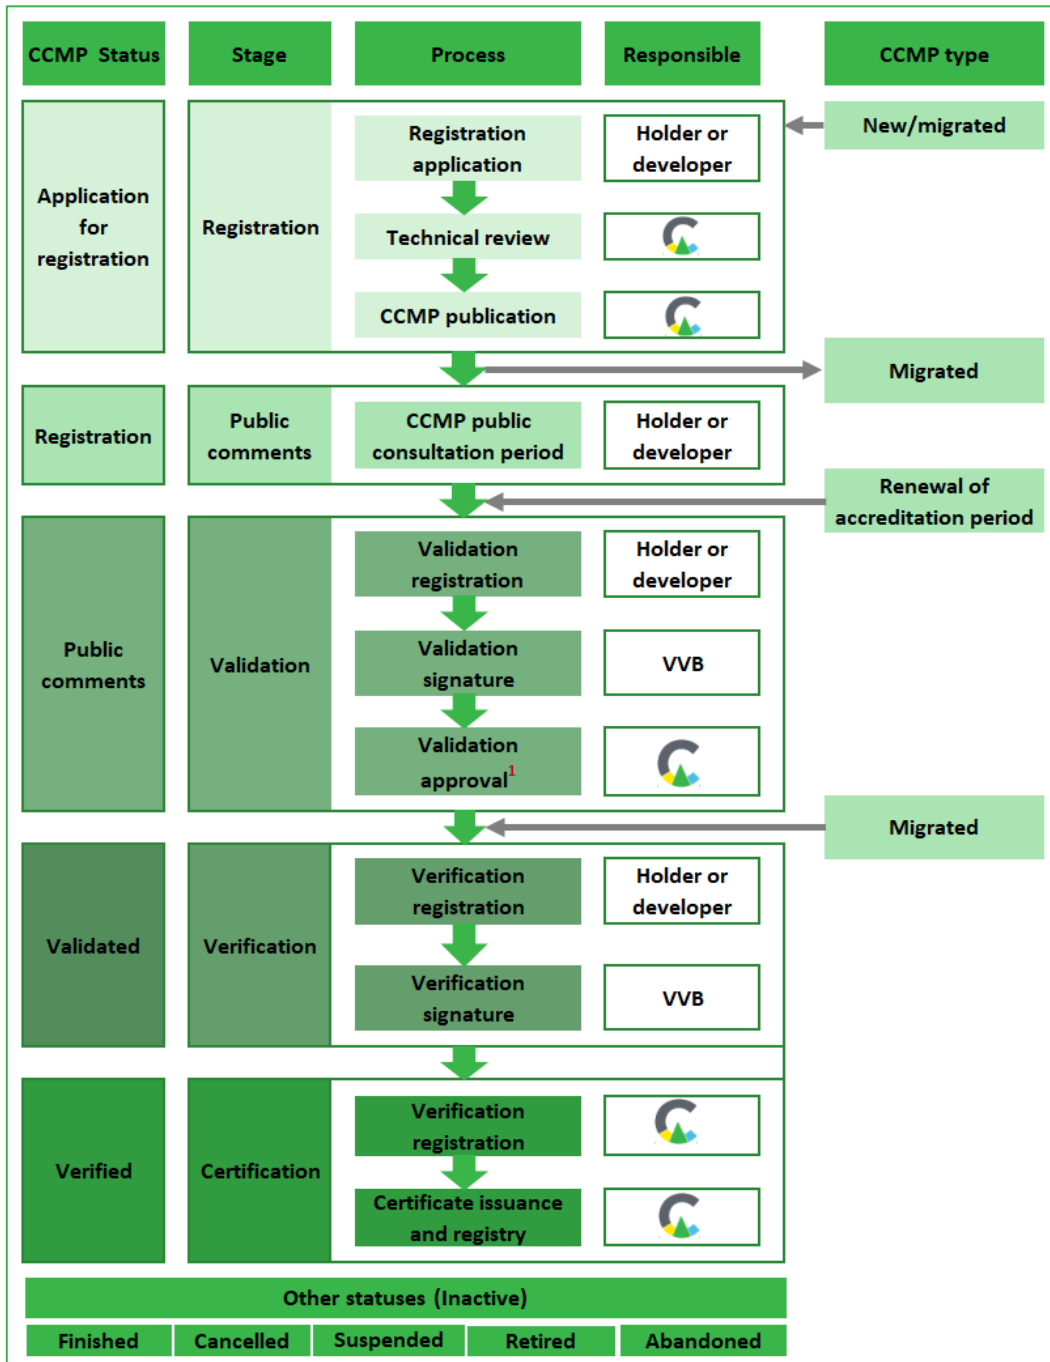 CCMP Status
Stage
Process
Responsible
CCMP type
Application
for
registration
Registration
Registration
application
Holder or
developer
New/migrated
Technical review
CCMP publication
Migrated
Registration
Public
comments
CCMP public
consultation period
Holder or
developer
Renewal of
accreditation period
Public
comments
Validation
Validation
registration
Holder or
developer
Validation
signature
VVB
Validation
approval¹
Migrated
Validated
Verification
Verification
registration
Holder or
developer
Verification
signature
VVB
Verified
Certification
Verification
registration
Certificate issuance
and registry
Other statuses (Inactive)
Finished
Cancelled
Suspended
Retired
Abandoned